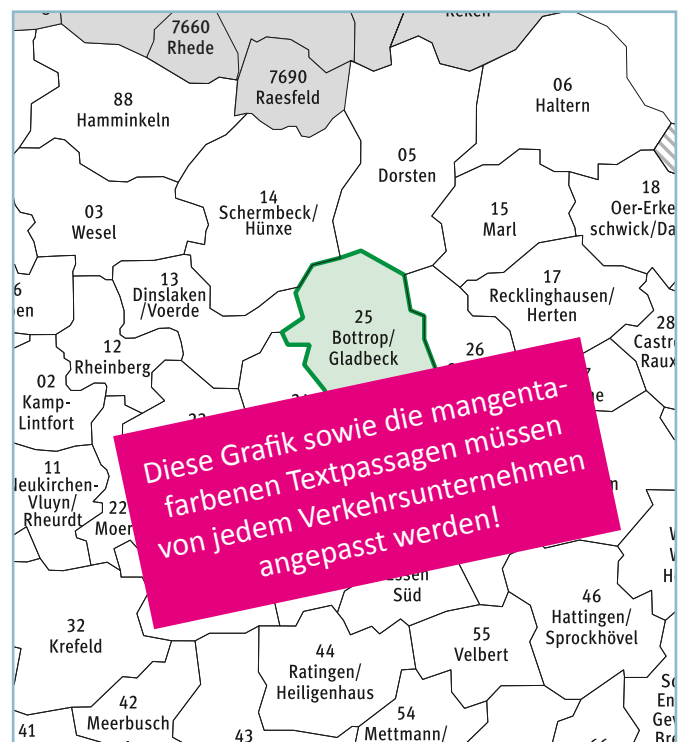 7660
Rhede
7690
Raesfeld
88
Hamminkeln
06
Haltern
05
Dorsten
14
Schermbeck/
Hünxe
03
Wesel
15
Marl
18
Oer-Erke
schwick/Da
13
Dinslaken
/Voerde
17
Recklinghausen/
Herten
25
Bottrop/
Gladbeck
26
28
Castr
Raux
12
Rheinberg
02
Kamp-
Lintfort
11
Neukirchen-
Vluyn/
Rheurdt
22
Moer
Diese Grafik sowie die mangenta-
farbenen Textpassagen müssen
von jedem Verkehrsunternehmen
angepasst werden!
Essen
Süd
46
Hattingen/
Sprockhövel
32
Krefeld
55
Velbert
44
Ratingen/
Heiligenhaus
42
Meerbusch
41
43
54
Mettmann/